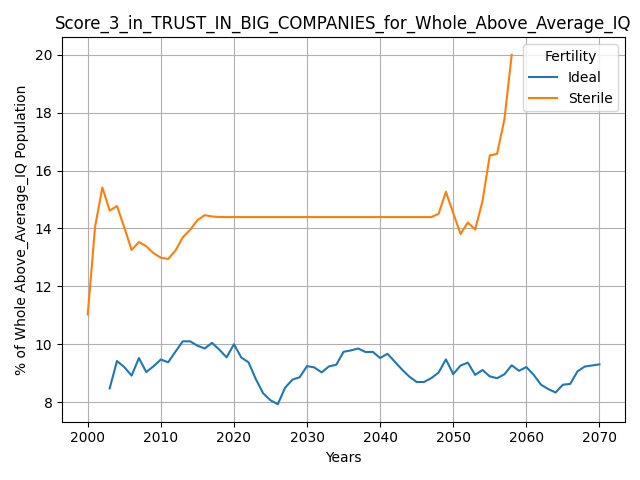 Score_3_in_TRUST_IN_BIG_COMPANIES_for_Whole_Above_Average_IQ
% of Whole Above_Average_IQ Population
20
18
16
14
12
10
8
Fertility
Ideal
Sterile
2000 2010 2020 2030 2040 2050 2060 2070
Years